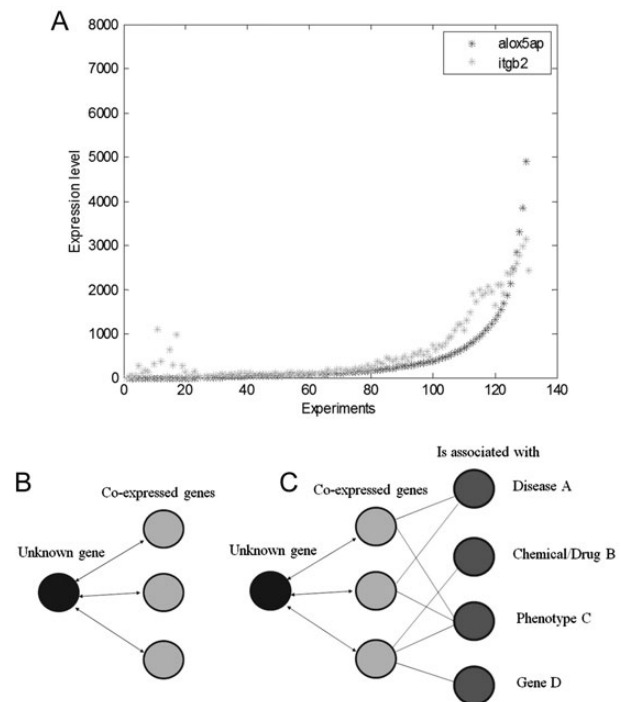 A
8000
7000
6000
5000
4000
3000
2000
1000
0
Expression level
alox5ap
itgb2
0 20 40 60 80 100 120 140
Experiments
B
Co-expressed genes
Unknown gene
C
Is associated with
Co-expressed genes
Unknown gene
Disease A
Chemical/Drug B
Phenotype C
Gene D